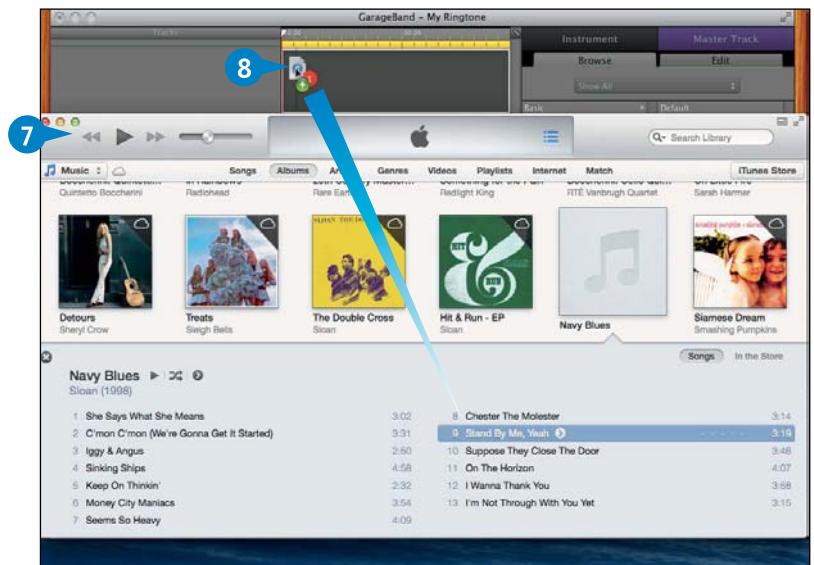 GarageBand - My Ringtone
Tracks
Instrument
Master Track
Browse
Edit
Show All
Basic
Default
8
1
7
Search Library
Music
Songs
Albums
Genres
Videos
Playlists
Internet
Match
iTunes Store
Quintetto Boccherini
Radiohead
Rare Earth
Redlight King
RTÉ Vanbrugh Quartet
Sarah Harmer
SLOAN
HIT & RUN
Detours
Sheryl Crow
Treats
Sleigh Bells
The Double Cross
Sloan
Hit & Run - EP
Sloan
Navy Blues
Siamese Dream
Smashing Pumpkins
Songs
In the Store
Navy Blues
Sloan (1998)
1 She Says What She Means 3:02
2 C'mon C'mon (We're Gonna Get It Started) 3:31
3 Iggy & Angus 2:50
4 Sinking Ships 4:58
5 Keep On Thinkin' 2:32
6 Money City Maniacs 3:54
7 Seems So Heavy 4:09
8 Chester The Molester 3:14
9 Stand By Me, Yeah 3:19
10 Suppose They Close The Door 3:48
11 On The Horizon 4:07
12 I Wanna Thank You 3:58
13 I'm Not Through With You Yet 3:15